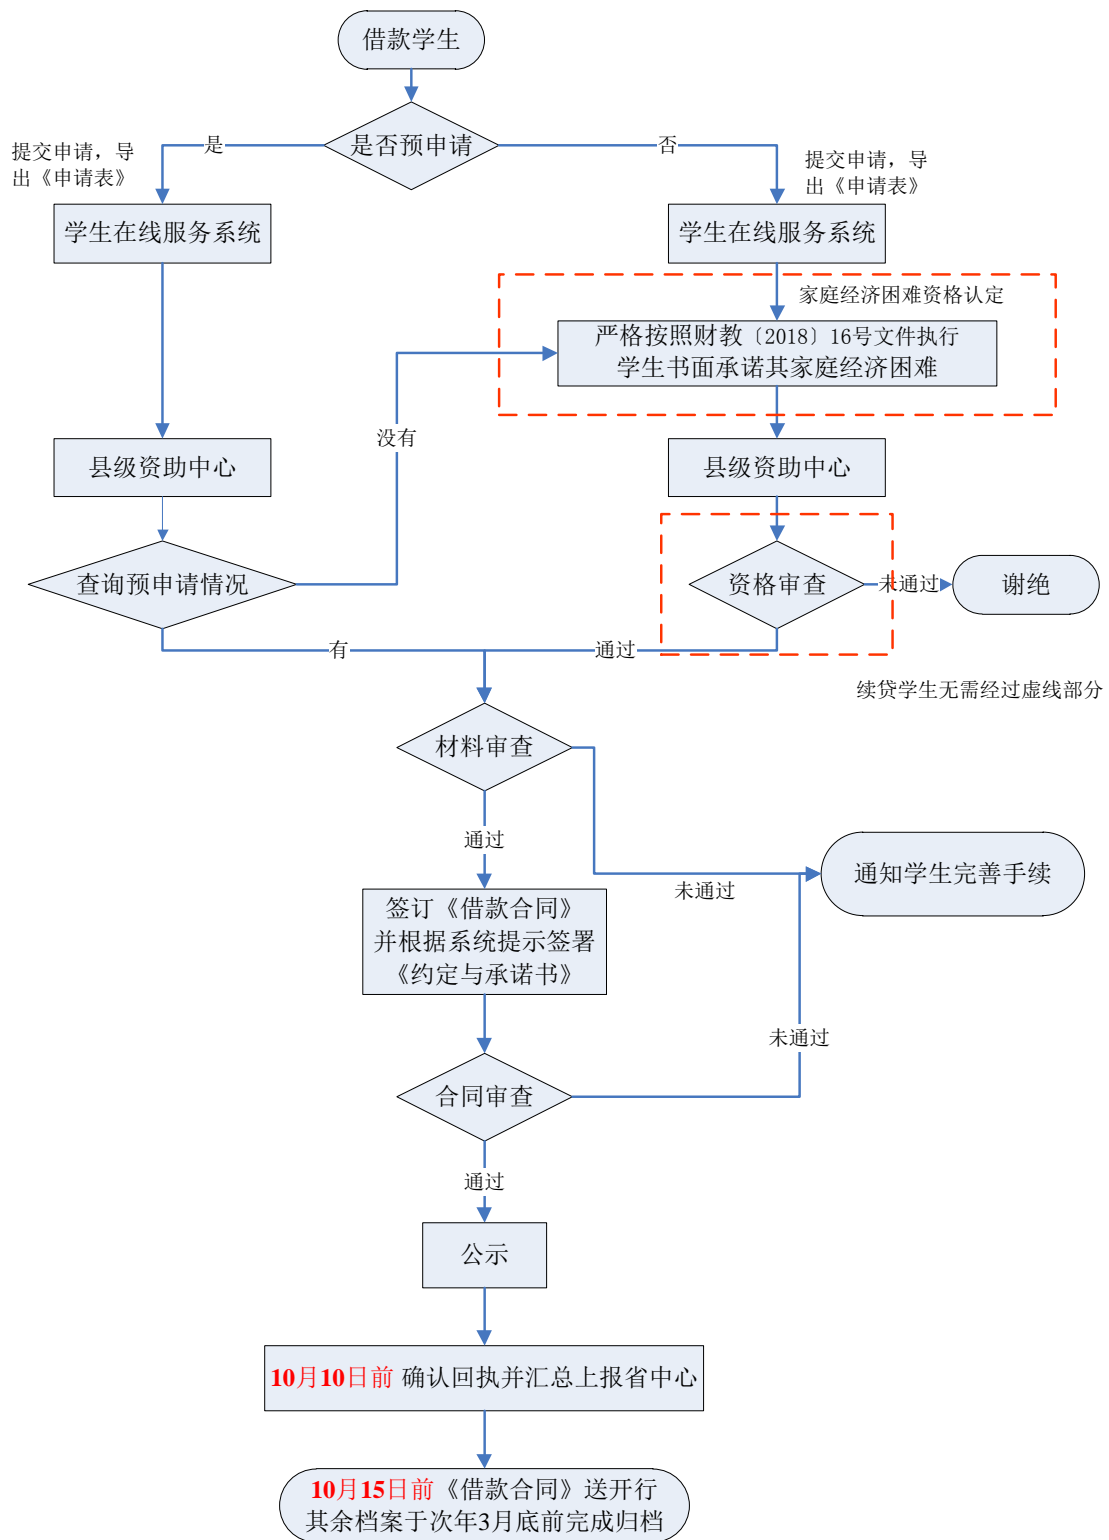 借款学生
是否预申请
是
否
提交申请，导
出《申请表》
提交申请，导
出《申请表》
学生在线服务系统
学生在线服务系统
家庭经济困难资格认定
严格按照财教〔2018〕16号文件执行
学生书面承诺其家庭经济困难
没有
县级资助中心
县级资助中心
查询预申请情况
资格审查
未通过
谢绝
有
通过
续贷学生无需经过虚线部分
材料审查
通过
未通过
通知学生完善手续
签订《借款合同》
并根据系统提示签署
《约定与承诺书》
未通过
合同审查
通过
公示
10月10日前 确认回执并汇总上报省中心
10月15日前《借款合同》送开行
其余档案于次年3月底前完成归档